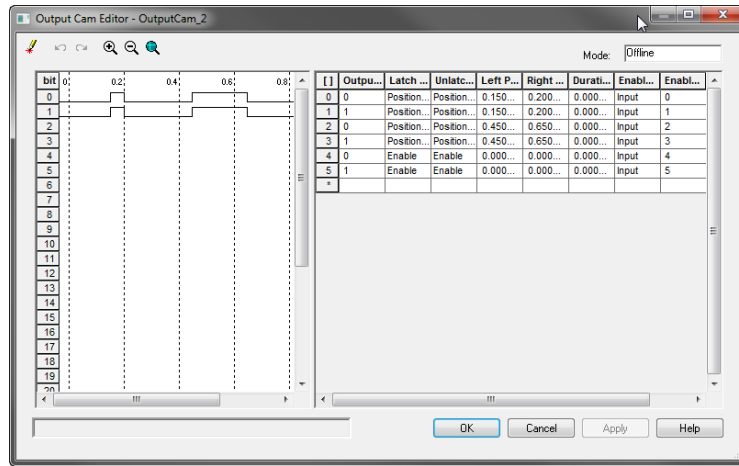 Output Cam Editor - OutputCam_2
Mode: Offline
bit 0 0.2 0.4 0.6 0.8
0
1
2
3
4
5
6
7
8
9
10
11
12
13
14
15
16
17
18
19
20
[ ] Outpu... Latch ... Unlatc... Left P... Right ... Durati... Enabl... Enabl...
0 0 Position... Position... 0.150... 0.200... 0.000... Input 0
1 1 Position... Position... 0.150... 0.200... 0.000... Input 1
2 0 Position... Position... 0.450... 0.650... 0.000... Input 2
3 1 Position... Position... 0.450... 0.650... 0.000... Input 3
4 0 Enable Enable 0.000... 0.000... 0.000... Input 4
5 1 Enable Enable 0.000... 0.000... 0.000... Input 5
*
OK Cancel Apply Help